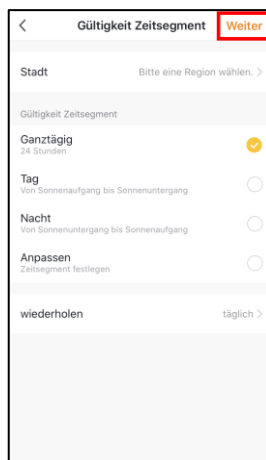 Gültigkeit Zeitsegment Weiter
Stadt Bitte eine Region wählen.
Gültigkeit Zeitsegment
Ganztägig
24 Stunden
Tag
Von Sonnenaufgang bis Sonnenuntergang
Nacht
Von Sonnenuntergang bis Sonnenaufgang
Anpassen
Zeitsegment festlegen
wiederholen täglich